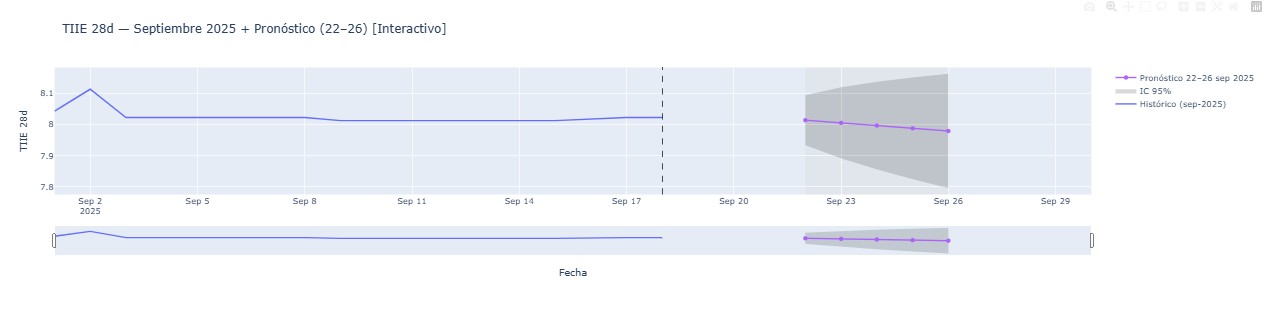 TIIE 28d — Septiembre 2025 + Pronóstico (22–26) [Interactivo]
Pronóstico 22–26 sep 2025
IC 95%
Histórico (sep-2025)
TIIE 28d
8.1
8
7.9
7.8
Sep 2
2025
Sep 5
Sep 8
Sep 11
Sep 14
Sep 17
Sep 20
Sep 23
Sep 26
Sep 29
Fecha